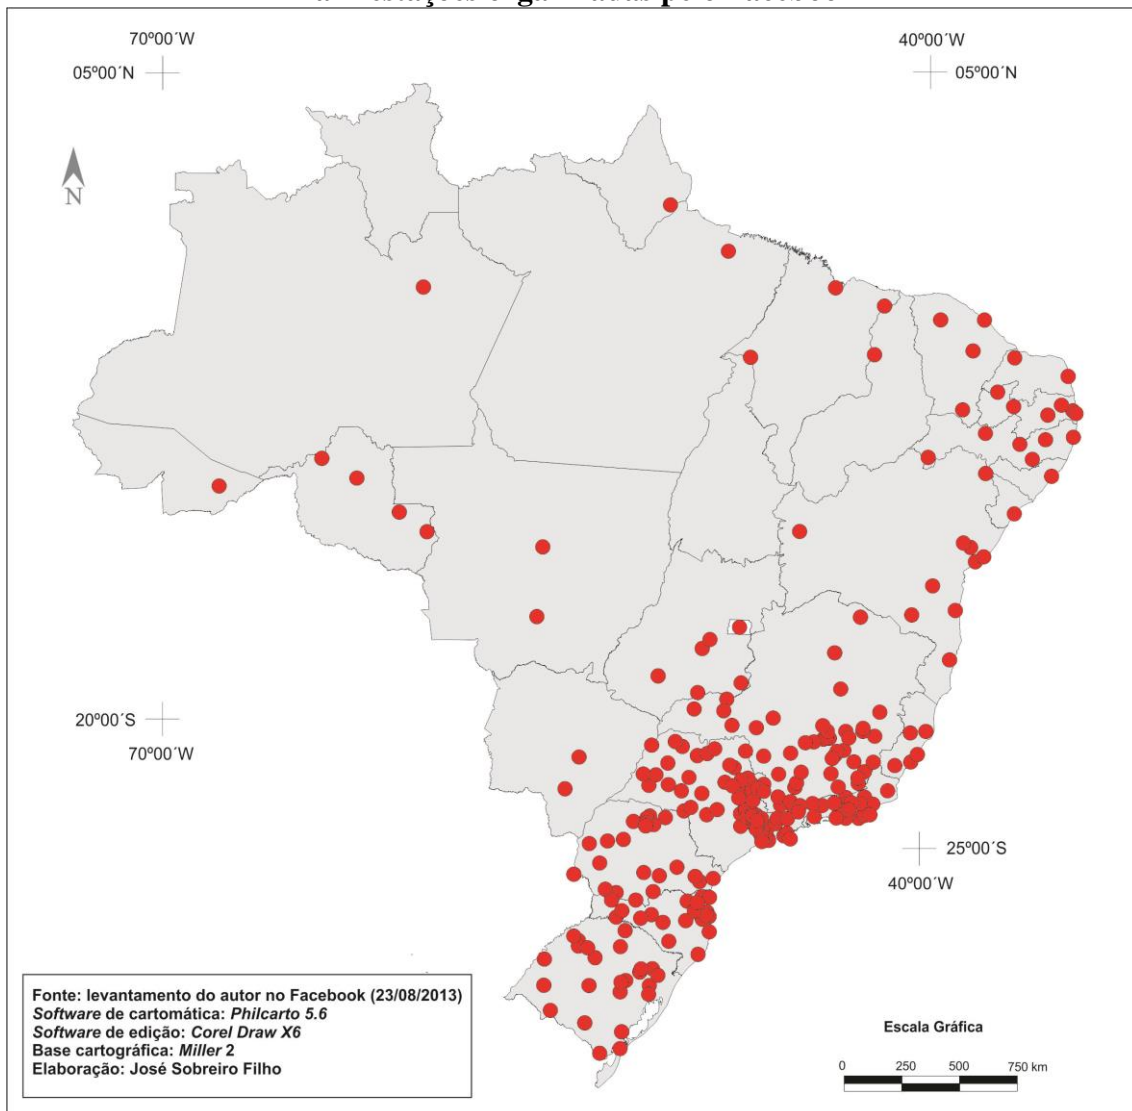 70º00´W
40º00´W
05º00´N
05º00´N
N
20º00´S
70º00´W
25º00´S
40º00´W
Fonte: levantamento do autor no Facebook (23/08/2013)
Software de cartomática: Philcarto 5.6
Software de edição: Corel Draw X6
Base cartográfica: Miller 2
Elaboração: José Sobreiro Filho
Escala Gráfica
0 250 500 750 km